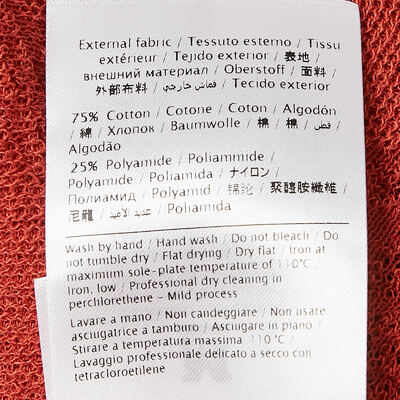 External fabric / Tessuto esterno / Tissu
extérieur / Tejido exterior / 表地 /
внешний материал / Oberstoff / 面料 /
外部布料 / قماش خارجي / Tecido exterior
75% Cotton / Cotone / Coton / Algodón
/ 綿 / Хлопок / Baumwolle / 棉 / 棉 / قطن /
Algodão
25% Polyamide / Poliammide /
Polyamide / Poliamida / ナイロン /
Полиамид / Polyamid / 锦纶 / 聚醯胺纖維 /
尼龍 / عديد الأميد / Poliamida
Wash by hand / Hand wash / Do not bleach / Do
not tumble dry / Flat drying / Dry flat / Iron at
maximum sole-plate temperature of 110°C /
Iron, low / Professional dry cleaning in
perchlorethene - Mild process
Lavare a mano / Non candeggiare / Non usare
asciugatrice a tamburo / Asciugare in piano /
Stirare a temperatura massima 110°C /
Lavaggio professionale delicato a secco con
tetracloroetilene